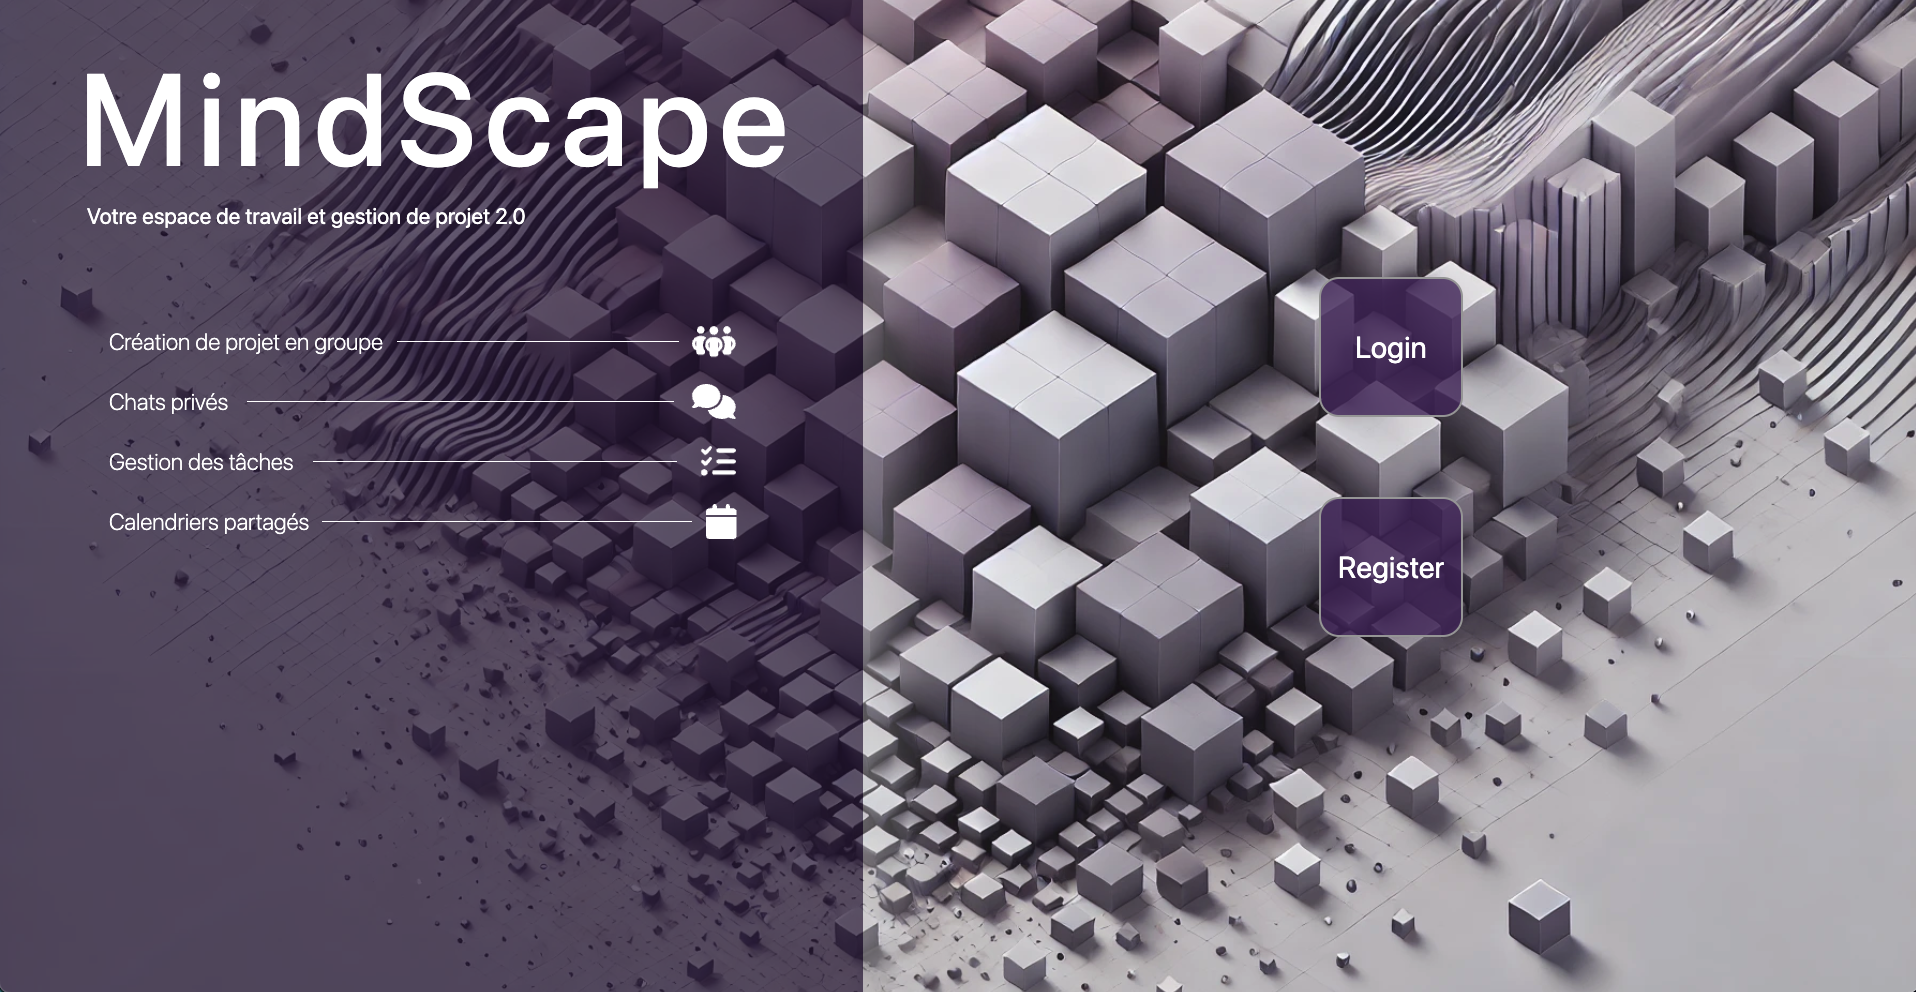 MindScape
Votre espace de travail et gestion de projet 2.0
Création de projet en groupe
Chats privés
Gestion des tâches
Calendriers partagés
Login
Register